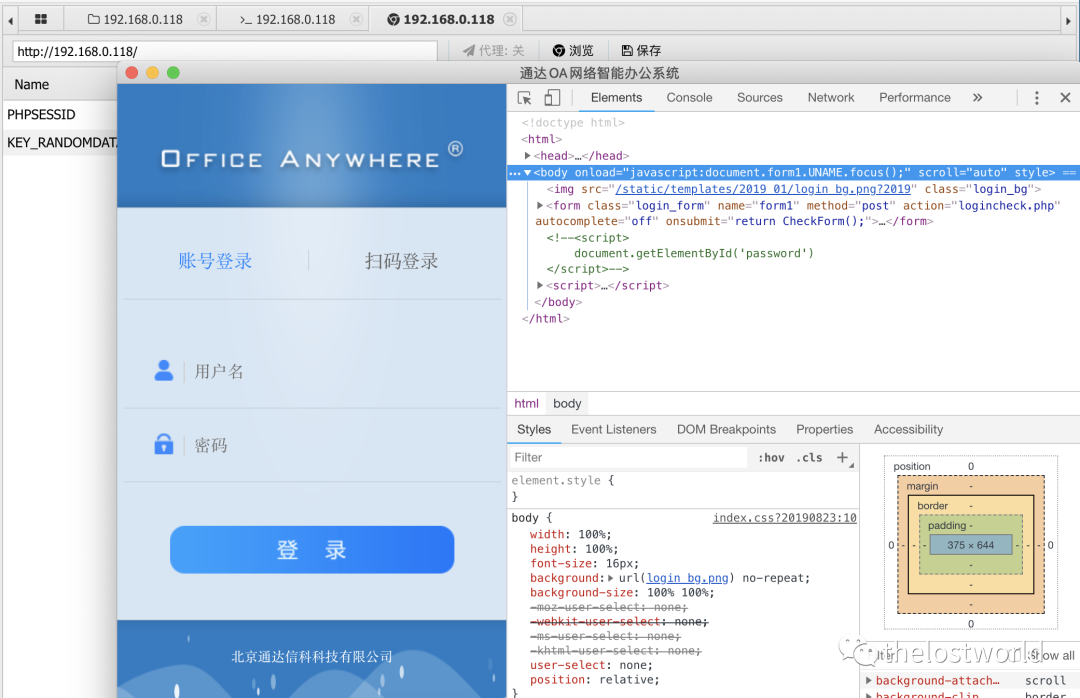 192.168.0.118
>_ 192.168.0.118
192.168.0.118
http://192.168.0.118/
代理: 关
浏览
保存
Name
PHPSESSID
KEY_RANDOMDATA
通达OA网络智能办公系统
OFFICE ANYWHERE®
账号登录
扫码登录
用户名
密码
登 录
北京通达信科科技有限公司
Elements Console Sources Network Performance »
<!doctype html>
<html>
▶<head>…</head>
…▼<body onload="javascript:document.form1.UNAME.focus();" scroll="auto" style> ==
<img src="/static/templates/2019_01/login_bg.png?2019" class="login_bg">
▶<form class="login_form" name="form1" method="post" action="logincheck.php"
autocomplete="off" onsubmit="return CheckForm();">…</form>
<!--<script>
document.getElementById('password')
</script>-->
▶<script>…</script>
</body>
</html>
html body
Styles Event Listeners DOM Breakpoints Properties Accessibility
Filter
:hov .cls +
element.style {
}
body {
index.css?20190823:10
width: 100%;
height: 100%;
font-size: 16px;
background:▶url(login_bg.png) no-repeat;
background-size: 100% 100%;
-moz-user-select: none;
-webkit-user-select: none;
-ms-user-select: none;
-khtml-user-select: none;
user-select: none;
position: relative;
}
position 0
margin -
border -
padding -
0 - - - 375 × 644 - - - 0
-
-
-
0
thelostworld
Show all
▶background-attach… scroll
▶background-clip border